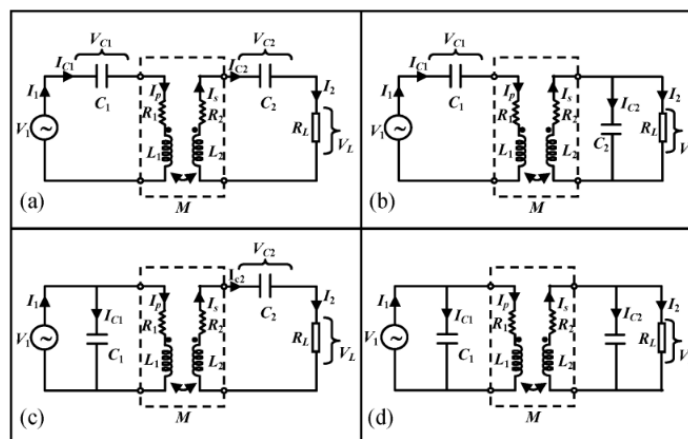 V_C1 V_C2
I_C1 I_C2
I_1 C_1 I_p I_s C_2 I_2
V_1 R_1 R_2 R_L V_L
L_1 L_2
(a) M
V_C1
I_C1
I_1 C_1 I_p I_s I_2
V_1 R_1 R_2 I_C2 R_L V
L_1 L_2 C_2
(b) M
V_C2
I_c2
I_1 I_p I_s C_2 I_2
I_C1
V_1 R_1 R_2 R_L V_L
C_1 L_1 L_2
(c) M
I_1 I_p I_s I_2
I_C1 I_C2
V_1 R_1 R_2 R_L V
C_1 L_1 L_2 C_2
(d) M